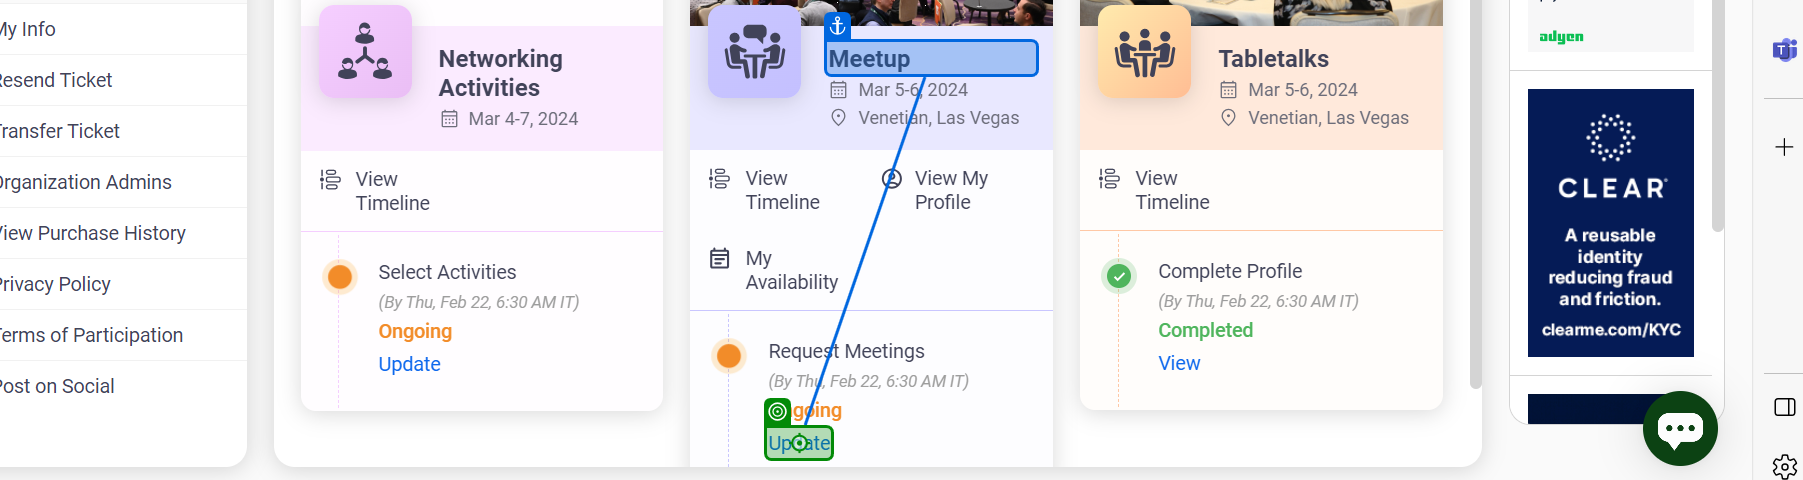 My Info
Resend Ticket
Transfer Ticket
Organization Admins
View Purchase History
Privacy Policy
Terms of Participation
Post on Social
Networking
Activities
Mar 4-7, 2024
View
Timeline
Select Activities
(By Thu, Feb 22, 6:30 AM IT)
Ongoing
Update
Meetup
Mar 5-6, 2024
Venetian, Las Vegas
View
Timeline
View My
Profile
My
Availability
Request Meetings
(By Thu, Feb 22, 6:30 AM IT)
going
Update
Tabletalks
Mar 5-6, 2024
Venetian, Las Vegas
View
Timeline
Complete Profile
(By Thu, Feb 22, 6:30 AM IT)
Completed
View
adyen
CLEAR
A reusable
identity
reducing fraud
and friction.
clearme.com/KYC